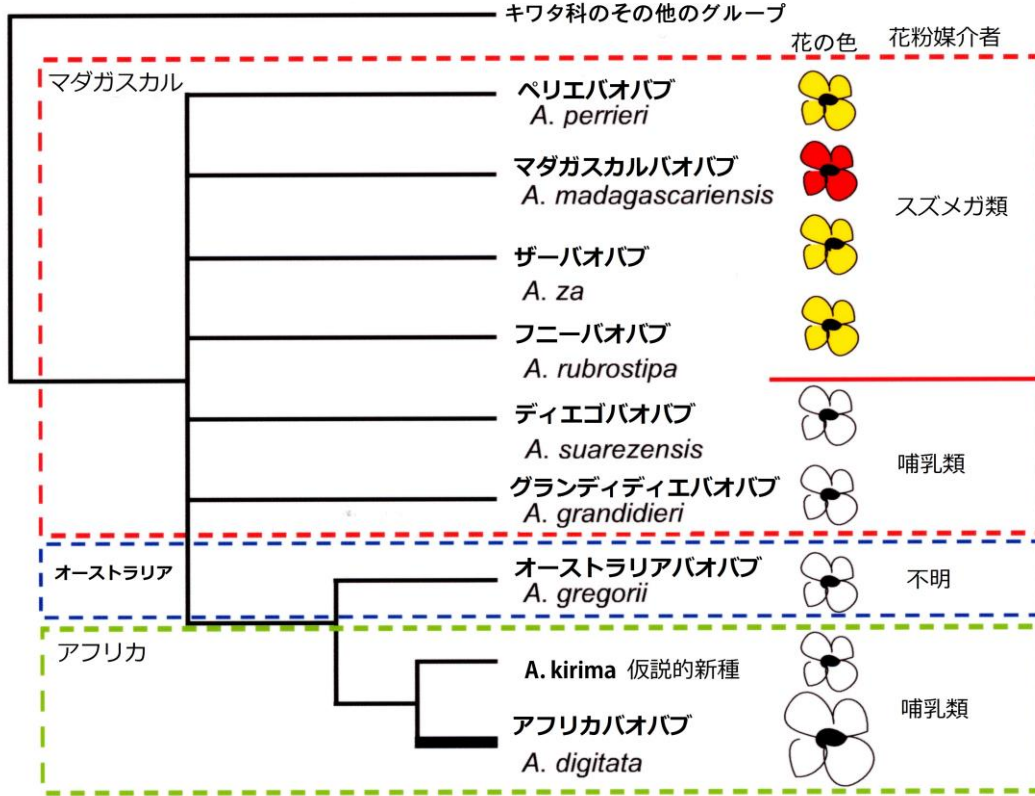 キワタ科のその他のグループ
花の色
花粉媒介者
マダガスカル
ペリエバオバブ
A. perrieri
マダガスカルバオバブ
A. madagascariensis
スズメガ類
ザーバオバブ
A. za
フニーバオバブ
A. rubrostipa
ディエゴバオバブ
A. suarezensis
哺乳類
グランディディエバオバブ
A. grandidieri
オーストラリア
オーストラリアバオバブ
A. gregorii
不明
アフリカ
A. kirima 仮説的新種
哺乳類
アフリカバオバブ
A. digitata